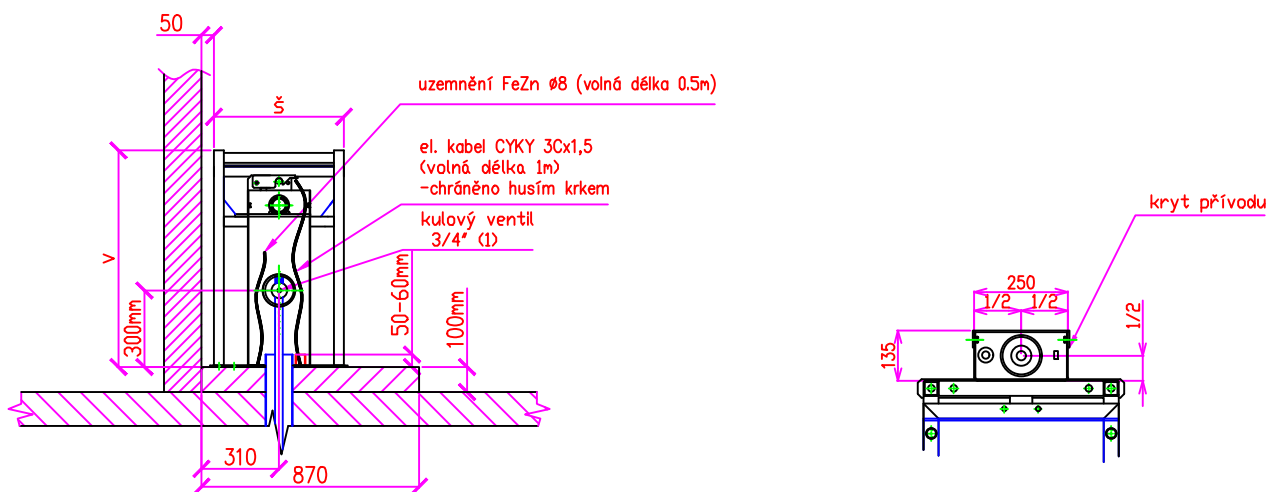 50
uzemnění FeZn ø8 (volná délka 0.5m)
š
el. kabel CYKY 3Cx1,5
(volná délka 1m)
-chráněno husím krkem
kulový ventil
3/4" (1)
v
300mm
50-60mm
100mm
310
870
kryt přívodu
250
1/2
1/2
1/2
135